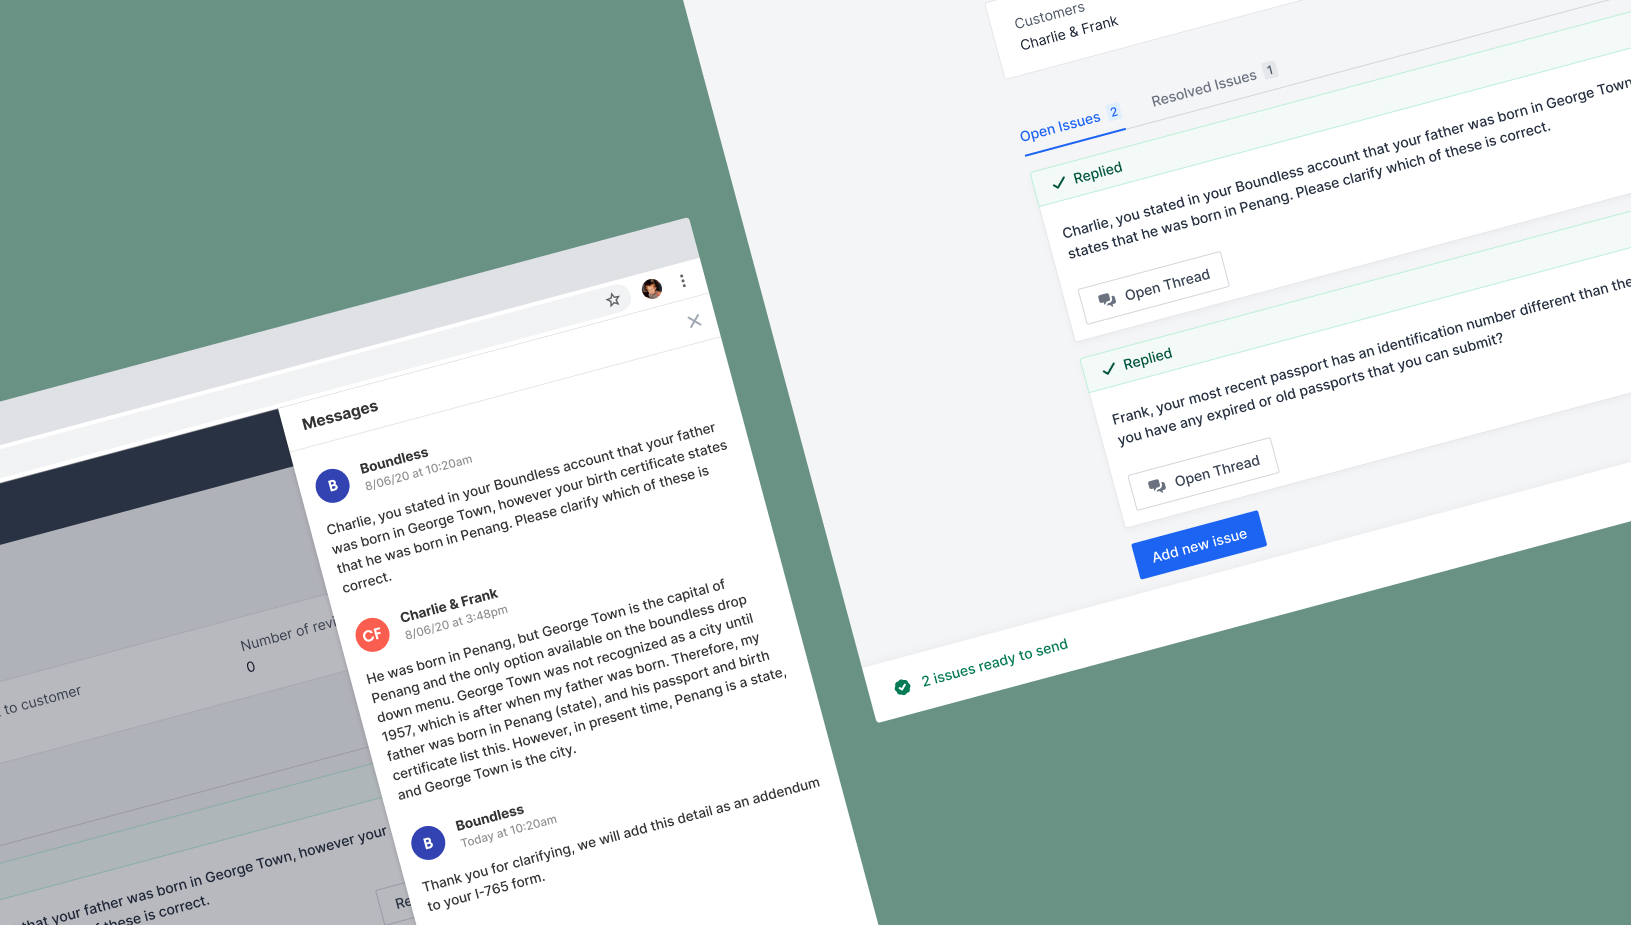 Customers
Charlie & Frank
Open Issues 2
Resolved Issues 1
Replied
Charlie, you stated in your Boundless account that your father was born in George Town
states that he was born in Penang. Please clarify which of these is correct.
Open Thread
Replied
Frank, your most recent passport has an identification number different than the
you have any expired or old passports that you can submit?
Open Thread
Add new issue
2 issues ready to send
Messages
B
Boundless
8/06/20 at 10:20am
Charlie, you stated in your Boundless account that your father
was born in George Town, however your birth certificate states
that he was born in Penang. Please clarify which of these is
correct.
CF
Charlie & Frank
8/06/20 at 3:48pm
He was born in Penang, but George Town is the capital of
Penang and the only option available on the boundless drop
down menu. George Town was not recognized as a city until
1957, which is after when my father was born. Therefore, my
father was born in Penang (state), and his passport and birth
certificate list this. However, in present time, Penang is a state,
and George Town is the city.
B
Boundless
Today at 10:20am
Thank you for clarifying, we will add this detail as an addendum
to your I-765 form.
Number of revi
0
to customer
that your father was born in George Town, however your
these is correct.
Re